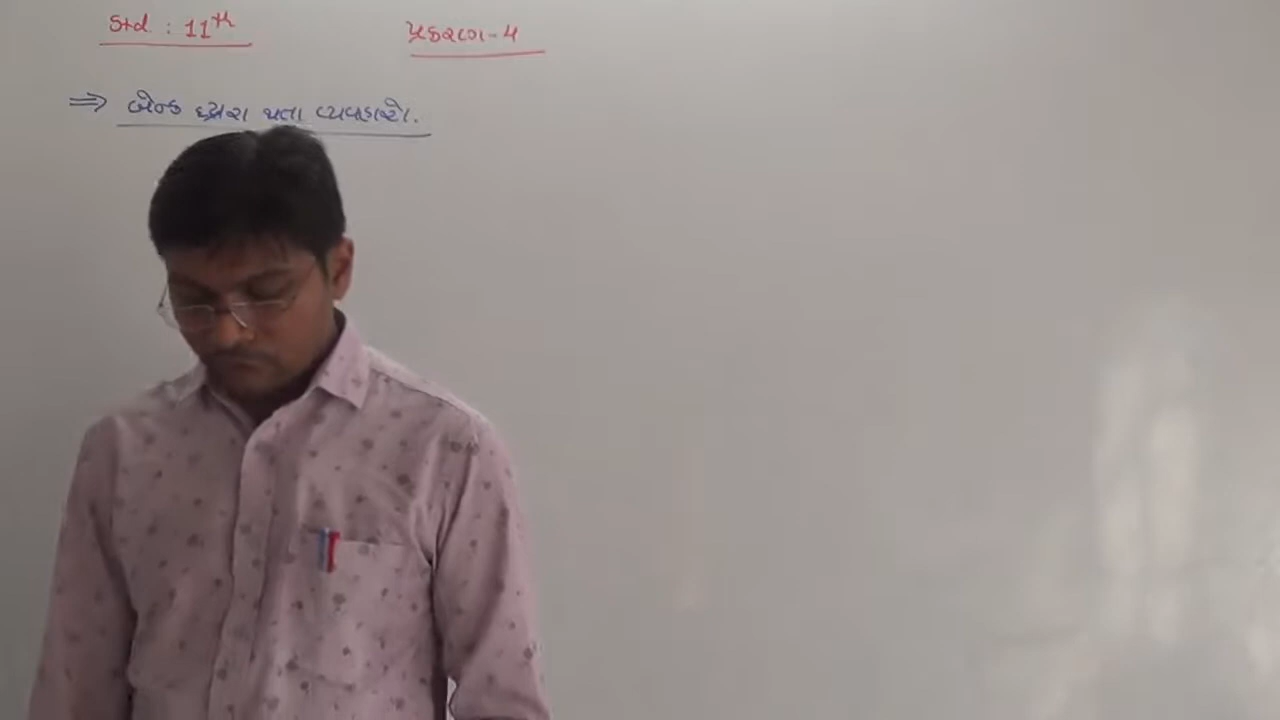 Std : 11th
પ્રકરણ-4
⇒ બેન્ક દ્વારા થતા વ્યવહારો.